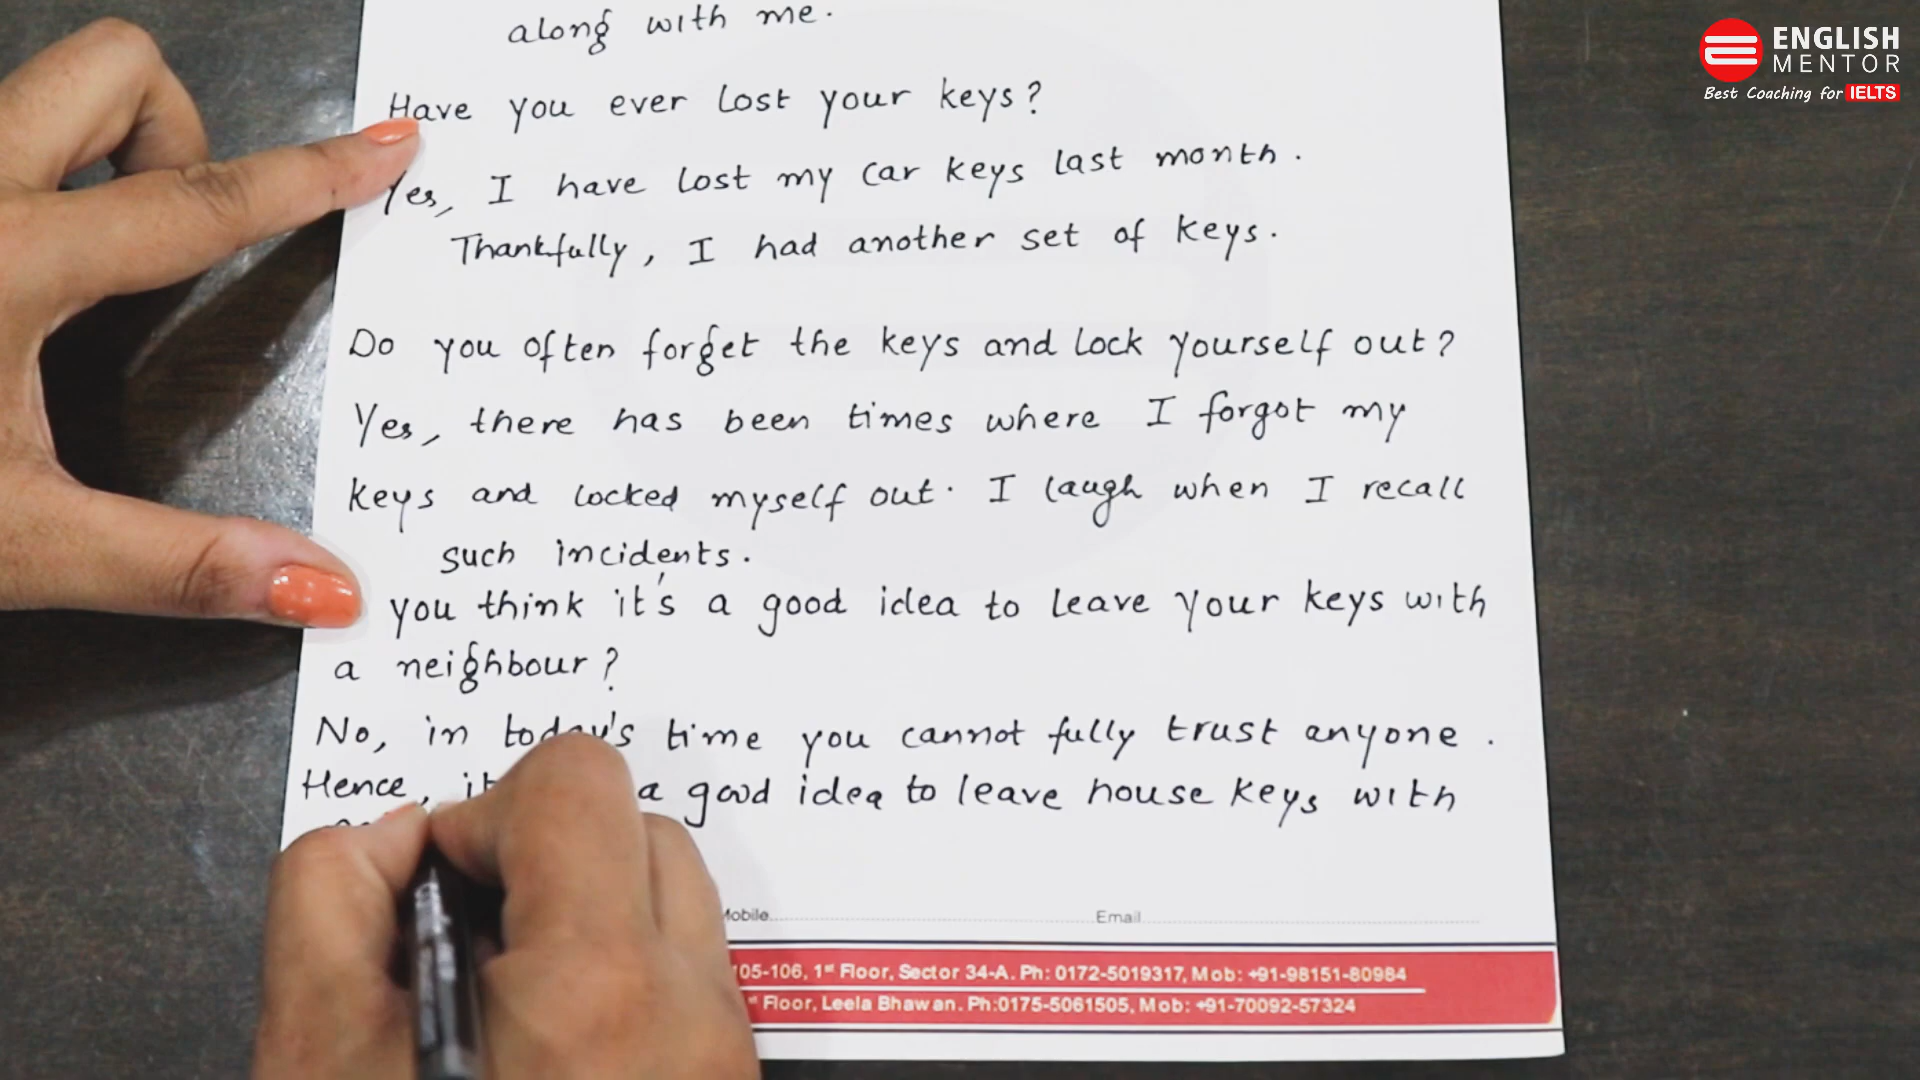 along with me.
ENGLISH
MENTOR
Best Coaching for IELTS
Have you ever lost your keys?
Yes, I have lost my car keys last month.
Thankfully, I had another set of keys.
Do you often forget the keys and lock yourself out?
Yes, there has been times where I forgot my
keys and locked myself out. I laugh when I recall
such incidents.
you think it's a good idea to leave your keys with
a neighbour?
No, in today's time you cannot fully trust anyone.
Hence, a good idea to leave house keys with
Mobile Email
105-106, 1st Floor, Sector 34-A. Ph: 0172-5019317, Mob: +91-98151-80984
Floor, Leela Bhawan. Ph:0175-5061505, Mob: +91-70092-57324